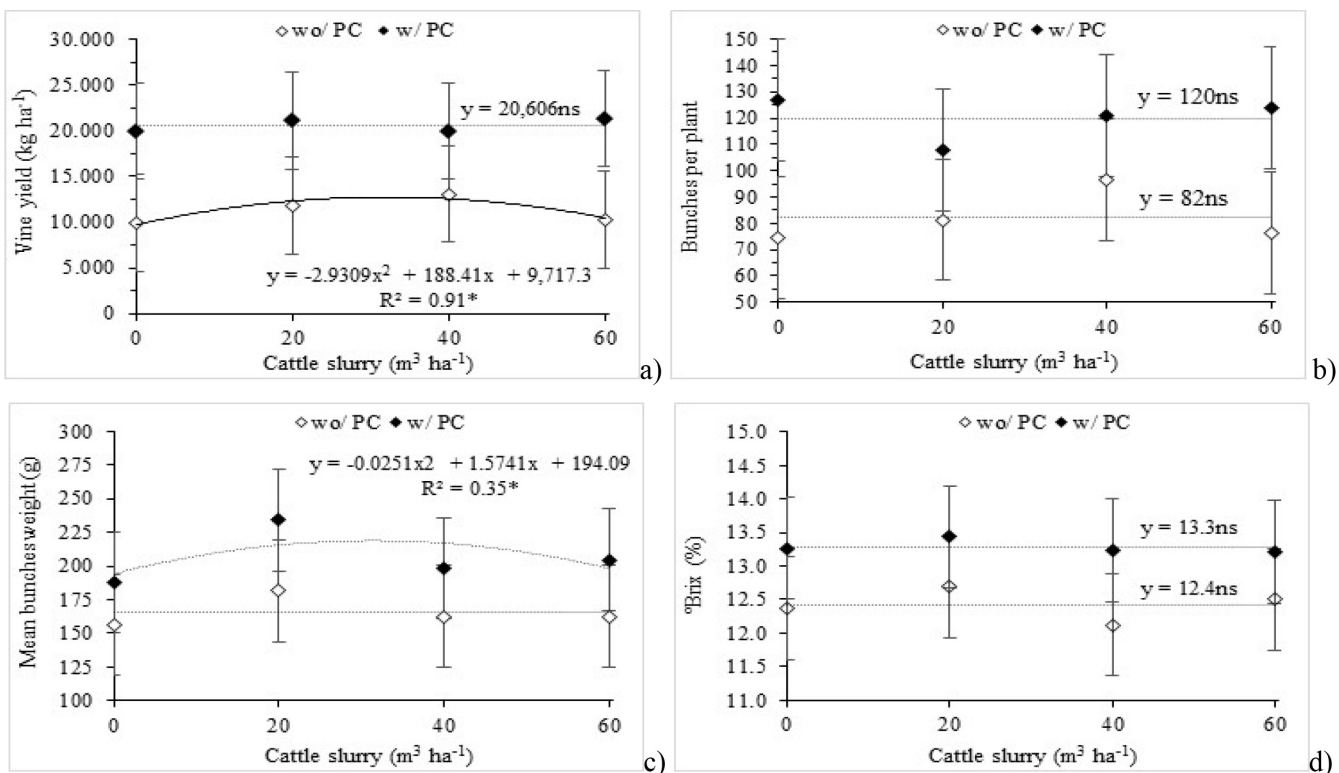 wo/ PC w/ PC
30.000
25.000
20.000
15.000
10.000
5.000
0
Vine yield (kg ha-1)
y = 20,606ns
y = -2.9309x² + 188.41x + 9,717.3
R² = 0.91*
0 20 40 60
Cattle slurry (m³ ha-1)
a)
wo/ PC w/ PC
150
140
130
120
110
100
90
80
70
60
50
Bunches per plant
y = 120ns
y = 82ns
0 20 40 60
Cattle slurry (m³ ha-1)
b)
wo/ PC w/ PC
300
275
250
225
200
175
150
125
100
Mean bunches weight (g)
y = -0.0251x2 + 1.5741x + 194.09
R² = 0.35*
0 20 40 60
Cattle slurry (m³ ha-1)
c)
wo/ PC w/ PC
15.0
14.5
14.0
13.5
13.0
12.5
12.0
11.5
11.0
ºBrix (%)
y = 13.3ns
y = 12.4ns
0 20 40 60
Cattle slurry (m³ ha-1)
d)